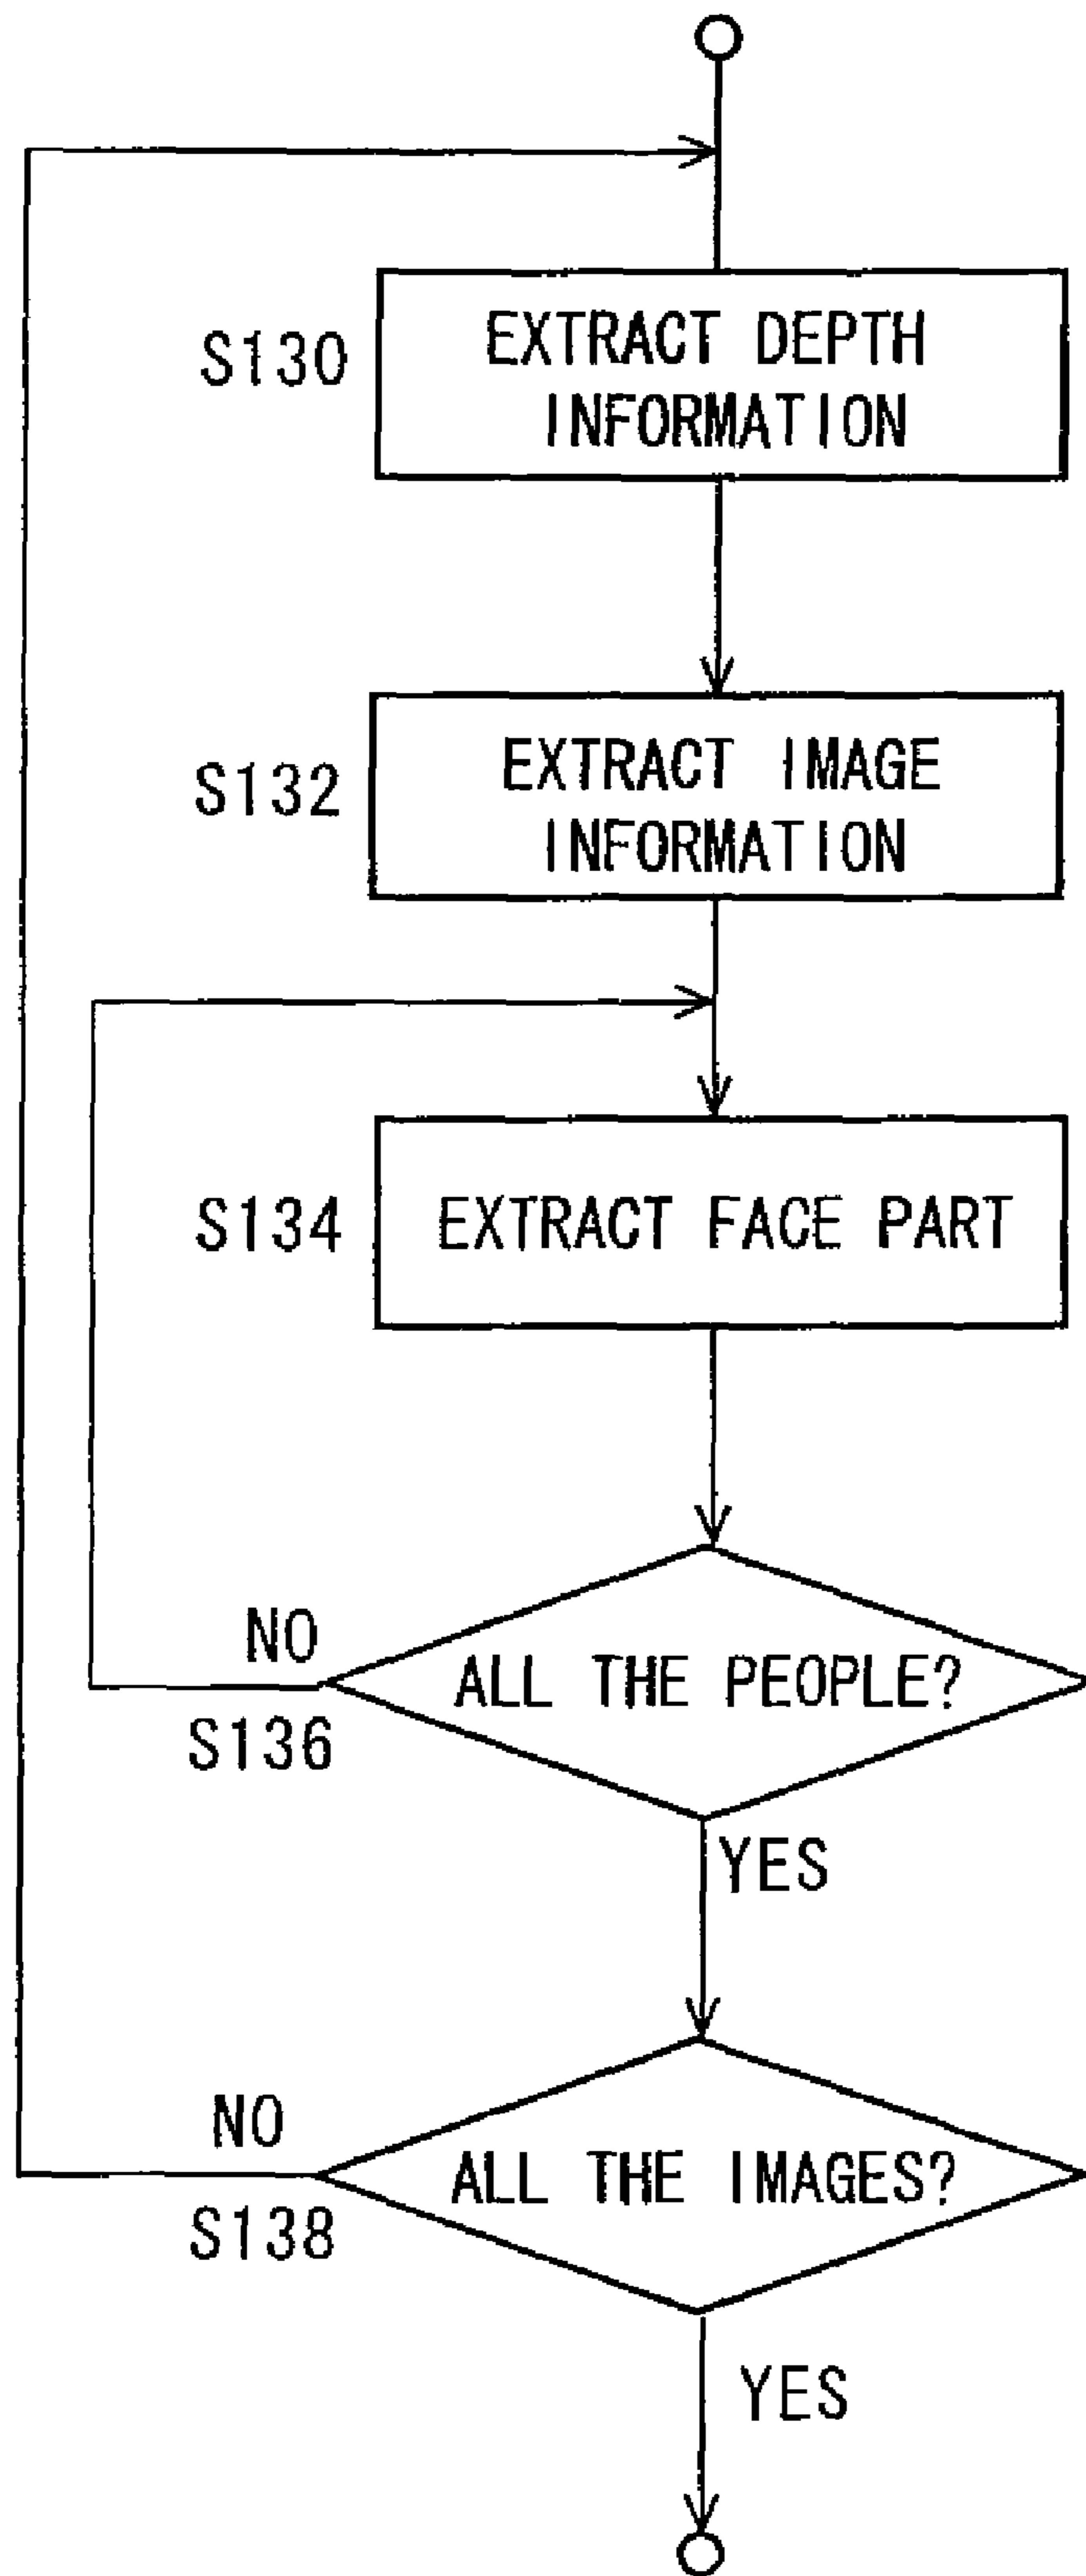 S130
EXTRACT DEPTH
INFORMATION
S132
EXTRACT IMAGE
INFORMATION
S134
EXTRACT FACE PART
NO
ALL THE PEOPLE?
S136
YES
NO
ALL THE IMAGES?
S138
YES